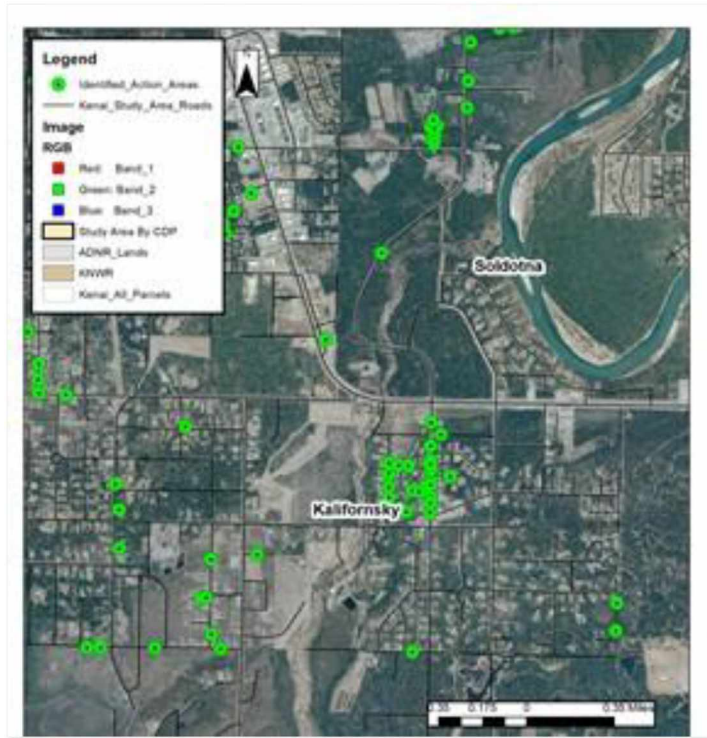 Legend
Identified_Action_Areas
Kenai_Study_Area_Roads
Image
RGB
Red: Band_1
Green: Band_2
Blue: Band_3
Study Area By CDP
ADNR_Lands
KNWR
Kenai_All_Parcels
Soldotna
Kalifornsky
0.35 0.175 0 0.35 Miles